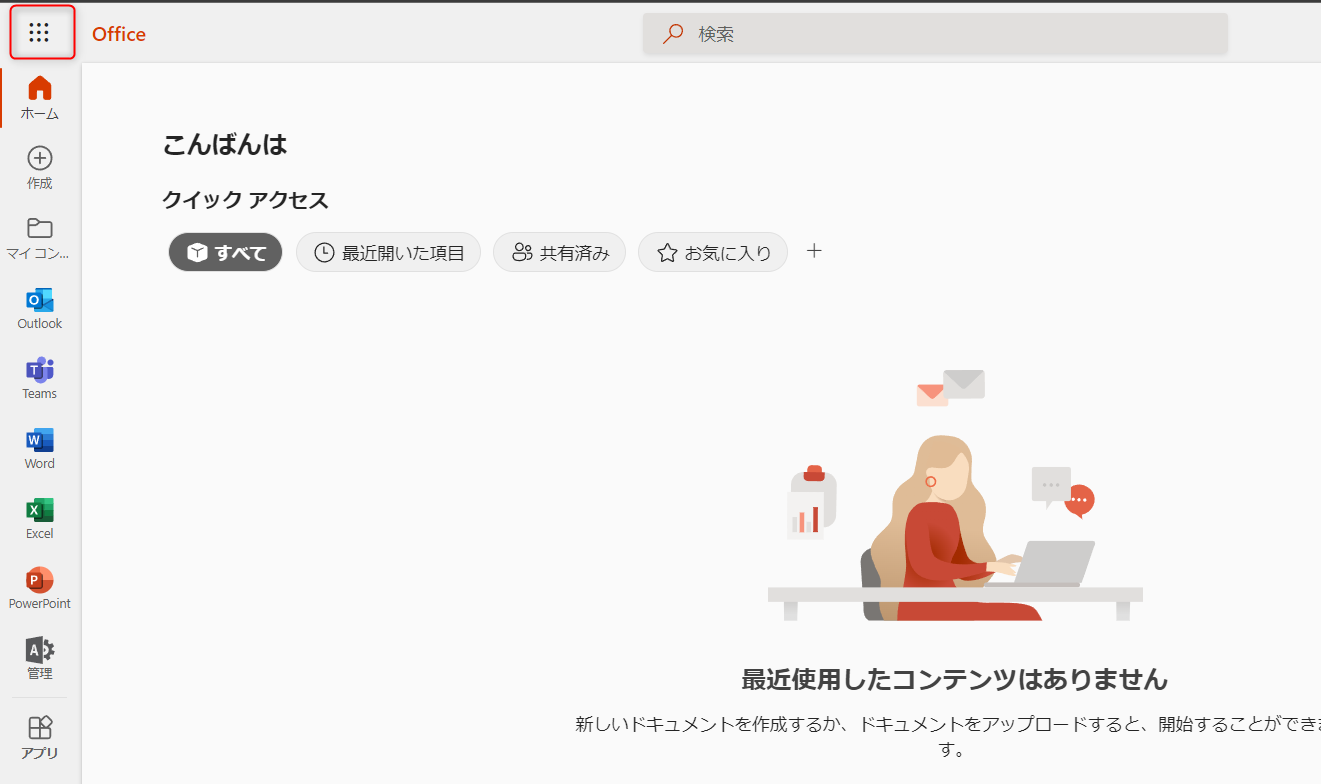 Office
検索
ホーム
作成
マイ コン...
Outlook
Teams
Word
Excel
PowerPoint
管理
アプリ
こんばんは
クイック アクセス
すべて
最近開いた項目
共有済み
お気に入り
最近使用したコンテンツはありません
新しいドキュメントを作成するか、ドキュメントをアップロードすると、開始することができま
す。